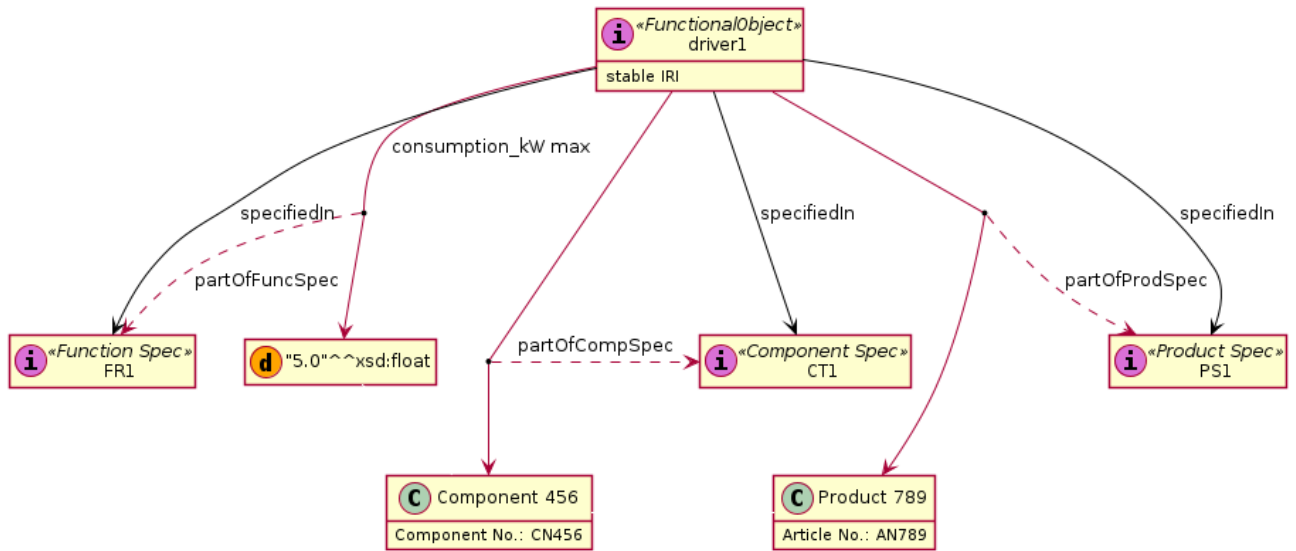 i «FunctionalObject»
driver1
stable IRI
consumption_kW max
specifiedIn
specifiedIn
specifiedIn
partOfFuncSpec
partOfProdSpec
partOfCompSpec
i «Function Spec»
FR1
d "5.0"^^xsd:float
i «Component Spec»
CT1
i «Product Spec»
PS1
C Component 456
Component No.: CN456
C Product 789
Article No.: AN789